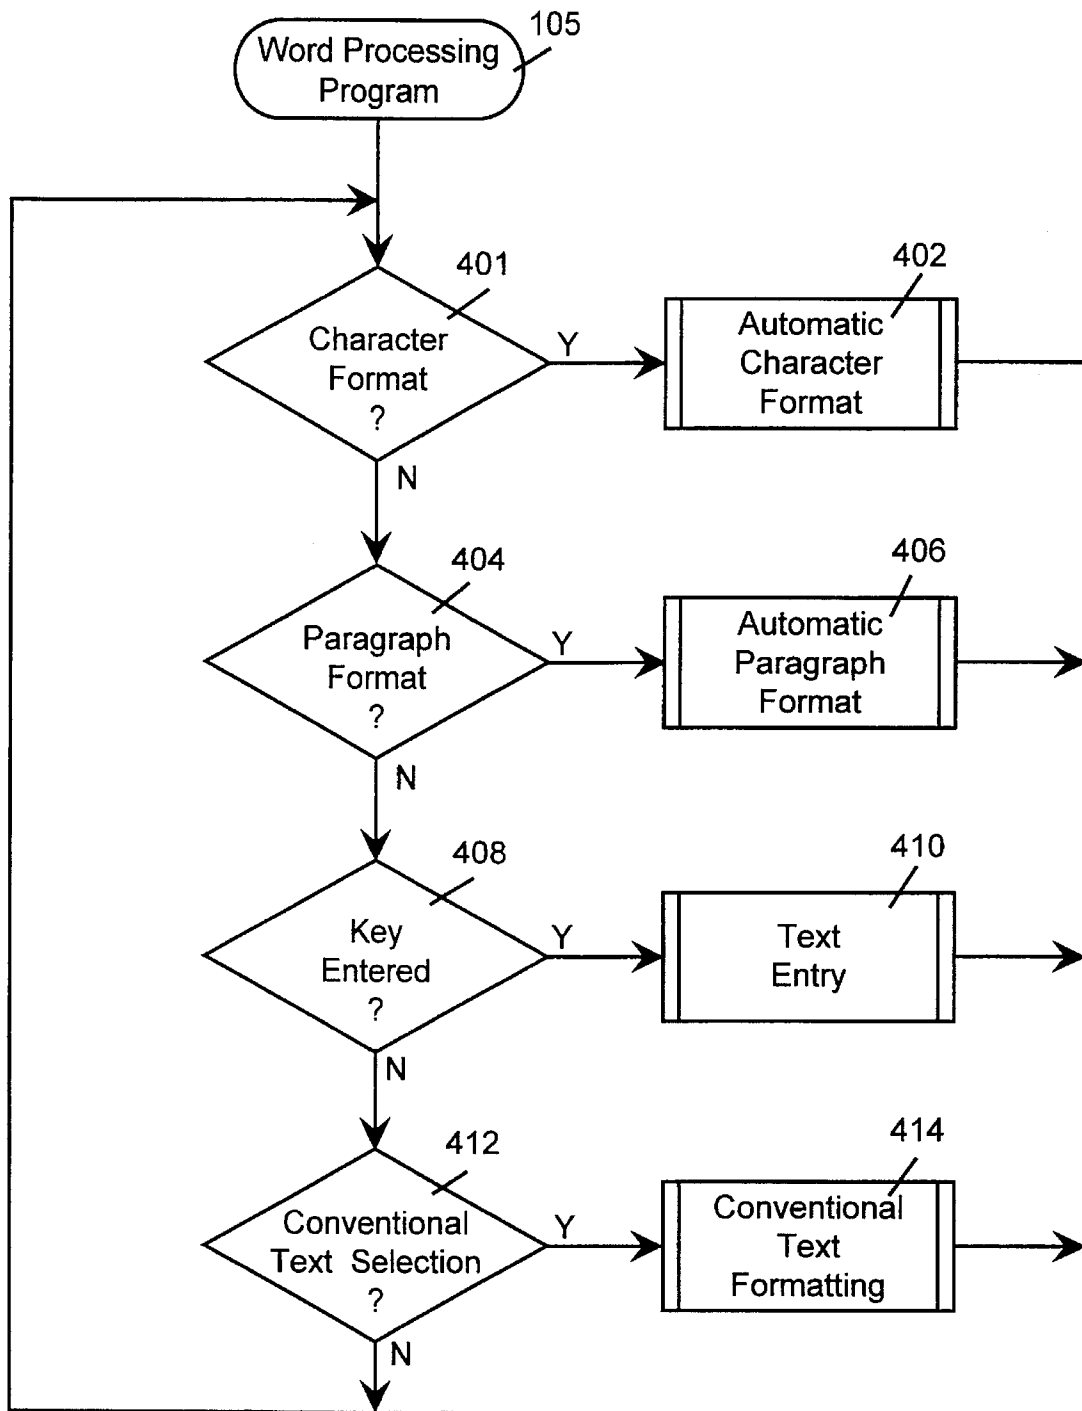 105
Word Processing
Program
401
Character
Format
?
Y
N
402
Automatic
Character
Format
404
Paragraph
Format
?
Y
N
406
Automatic
Paragraph
Format
408
Key
Entered
?
Y
N
410
Text
Entry
412
Conventional
Text Selection
?
Y
N
414
Conventional
Text
Formatting